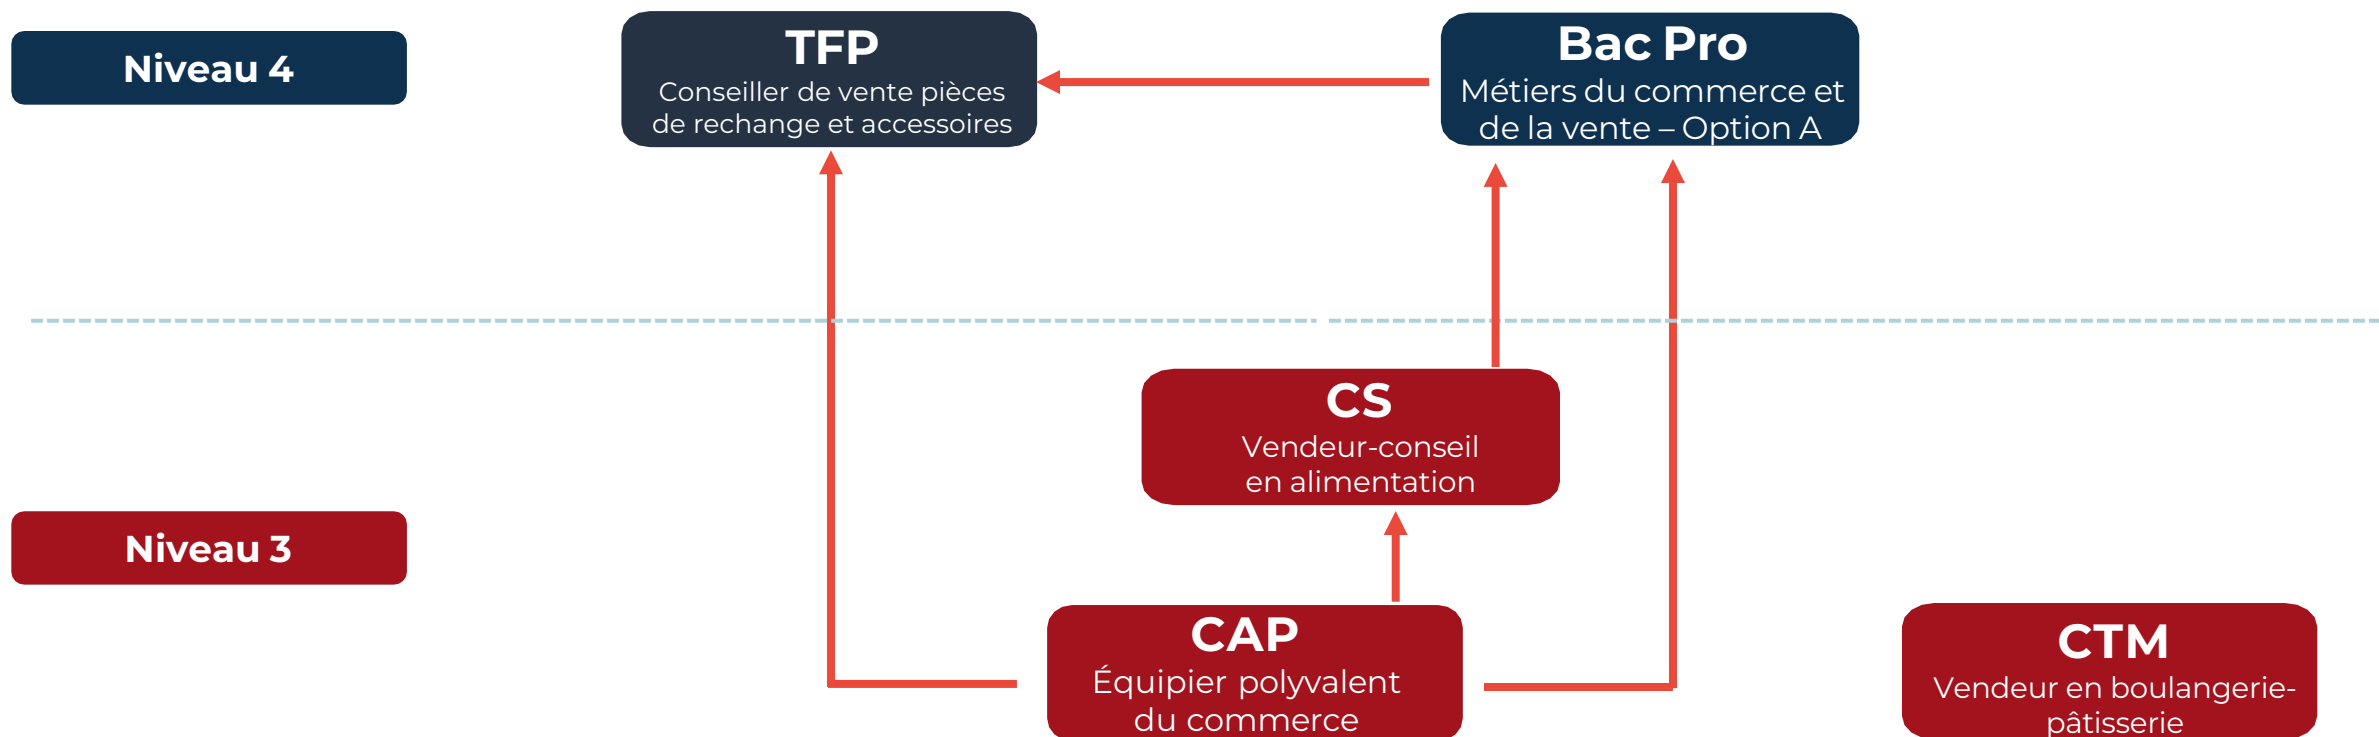 Niveau 4
TFP
Conseiller de vente pièces
de rechange et accessoires
Bac Pro
Métiers du commerce et
de la vente – Option A
CS
Vendeur-conseil
en alimentation
Niveau 3
CAP
Équipier polyvalent
du commerce
CTM
Vendeur en boulangerie-
pâtisserie